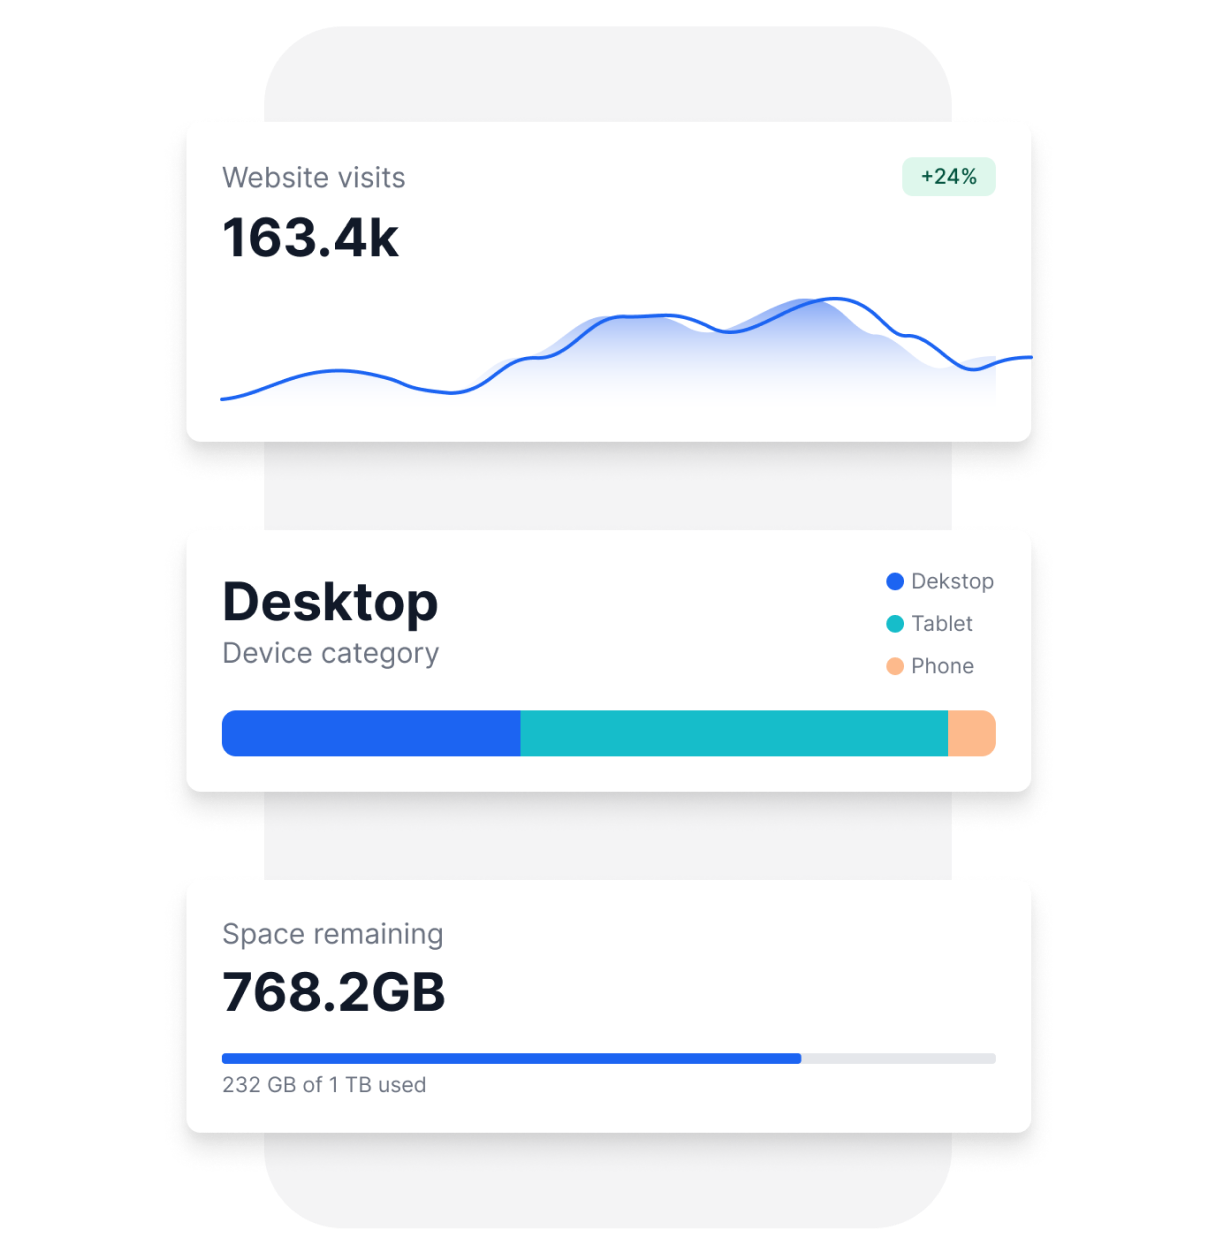 Website visits
+24%
163.4k
Desktop
Device category
Dekstop
Tablet
Phone
Space remaining
768.2GB
232 GB of 1 TB used